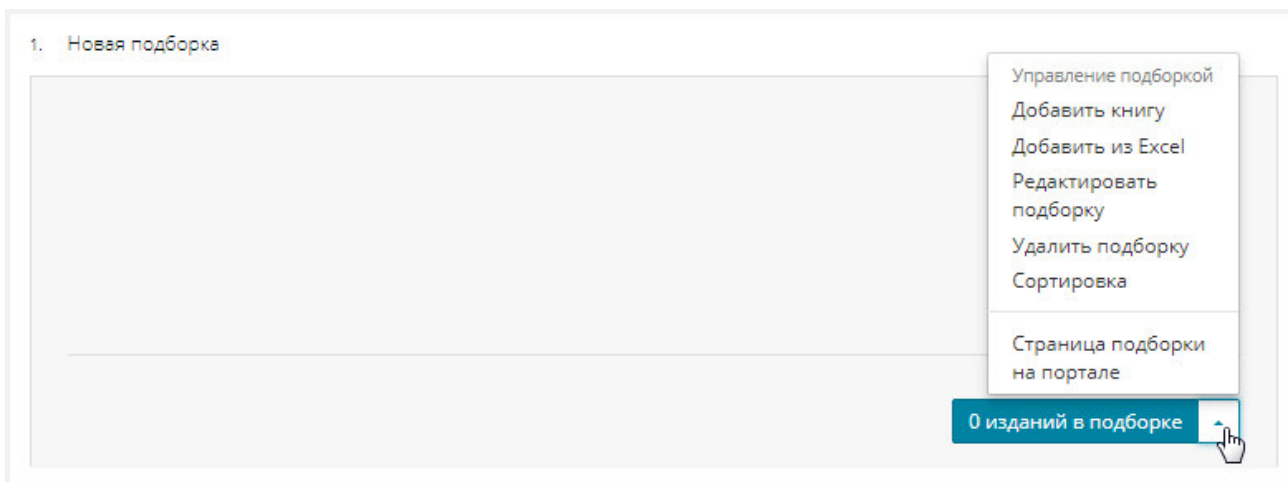 1. Новая подборка
Управление подборкой
Добавить книгу
Добавить из Excel
Редактировать
подборку
Удалить подборку
Сортировка
Страница подборки
на портале
0 изданий в подборке